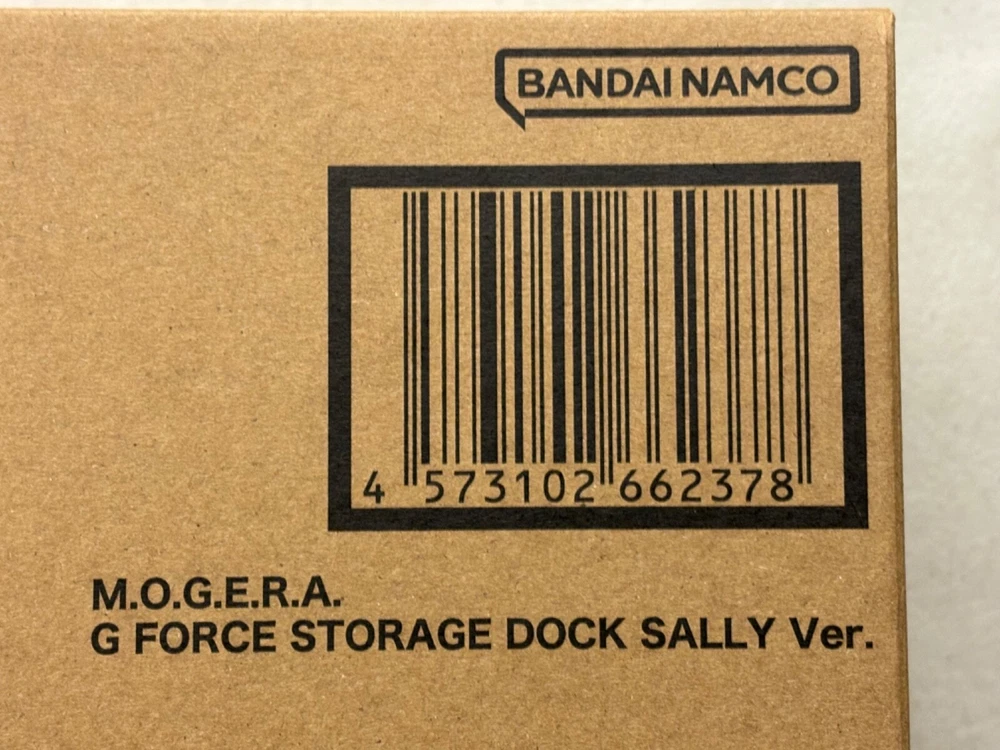 BANDAI NAMCO
4 573102 662378
M.O.G.E.R.A.
G FORCE STORAGE DOCK SALLY Ver.